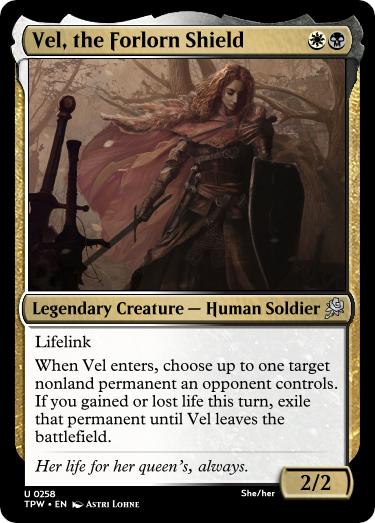 Vel, the Forlorn Shield
Legendary Creature — Human Soldier
Lifelink
When Vel enters, choose up to one target
nonland permanent an opponent controls.
If you gained or lost life this turn, exile
that permanent until Vel leaves the
battlefield.
Her life for her queen's, always.
2/2
U 0258
She/her
TPW • EN Astri Lohne